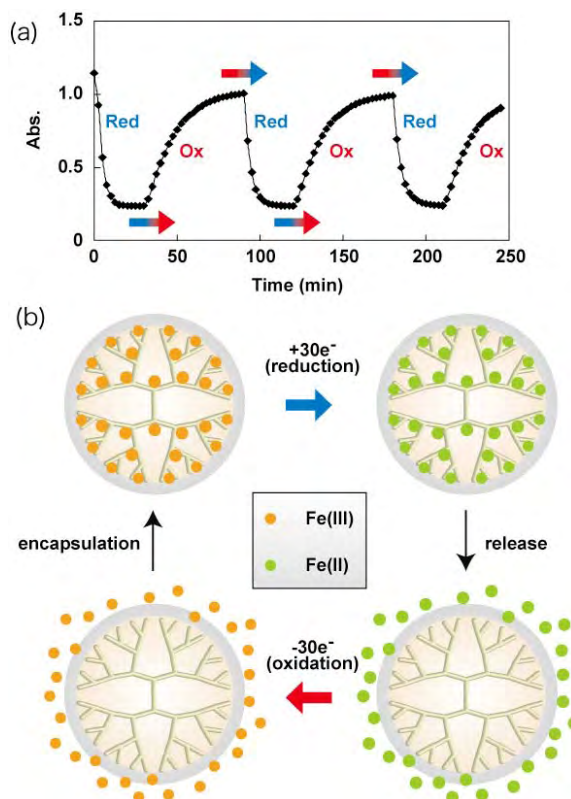 (a)
1.5
1.0
0.5
0
Abs.
Red
Ox
Red
Ox
Red
Ox
0
50
100
150
200
250
Time (min)
(b)
+30e-
(reduction)
encapsulation
Fe(III)
Fe(II)
release
-30e-
(oxidation)